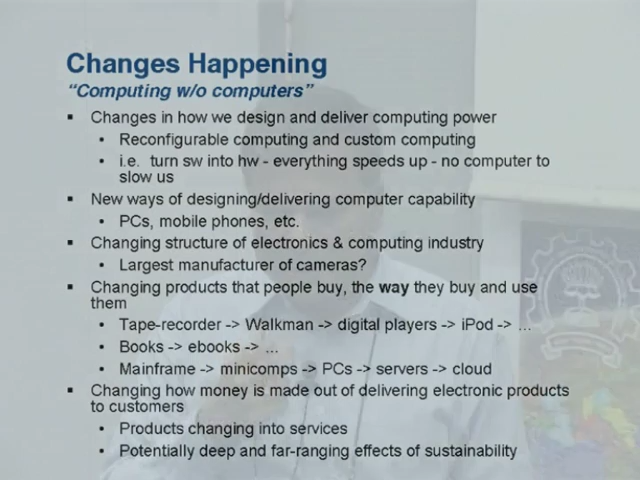 Changes Happening
“Computing w/o computers”
▪ Changes in how we design and deliver computing power
• Reconfigurable computing and custom computing
• i.e. turn sw into hw - everything speeds up - no computer to
slow us
▪ New ways of designing/delivering computer capability
• PCs, mobile phones, etc.
▪ Changing structure of electronics & computing industry
• Largest manufacturer of cameras?
▪ Changing products that people buy, the way they buy and use
them
• Tape-recorder -> Walkman -> digital players -> iPod -> ...
• Books -> ebooks -> ...
• Mainframe -> minicomps -> PCs -> servers -> cloud
▪ Changing how money is made out of delivering electronic products
to customers
• Products changing into services
• Potentially deep and far-ranging effects of sustainability